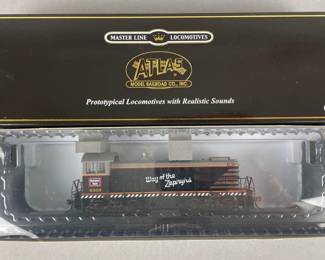 MASTER LINE LOCOMOTIVES
ATLAS
MODEL RAILROAD CO., INC.
Prototypical Locomotives with Realistic Sounds
Way of the
Zephyrs